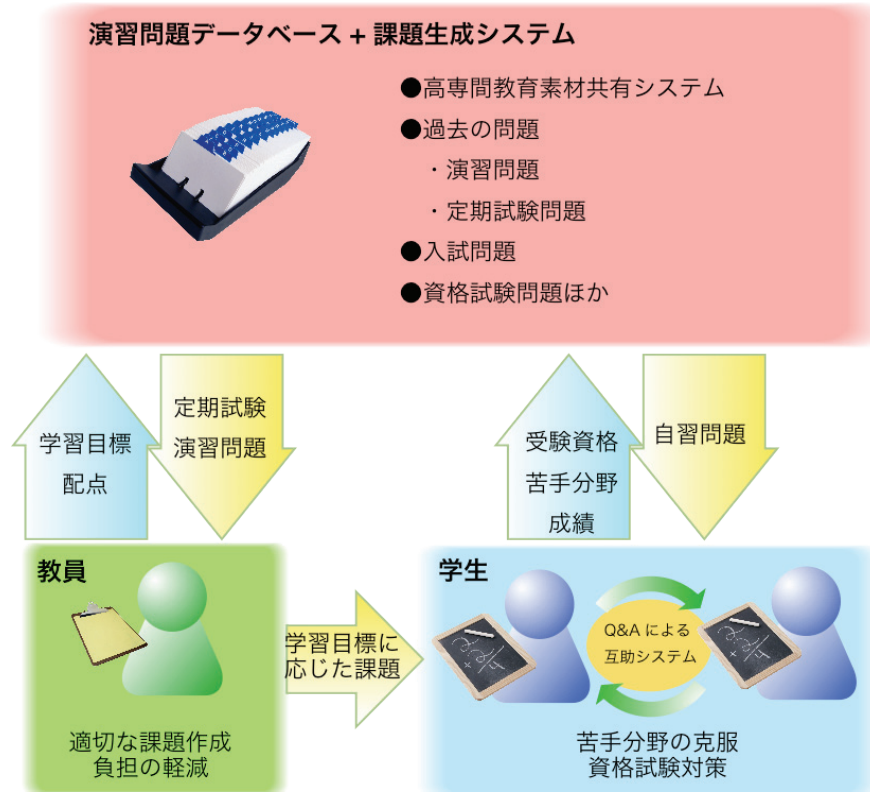 演習問題データベース + 課題生成システム
●高専間教育素材共有システム
●過去の問題
・演習問題
・定期試験問題
●入試問題
●資格試験問題ほか
学習目標
配点
定期試験
演習問題
受験資格
苦手分野
成績
自習問題
教員
適切な課題作成
負担の軽減
学習目標に
応じた課題
学生
Q&Aによる
互助システム
2
+2/4
2
+2/4
苦手分野の克服
資格試験対策